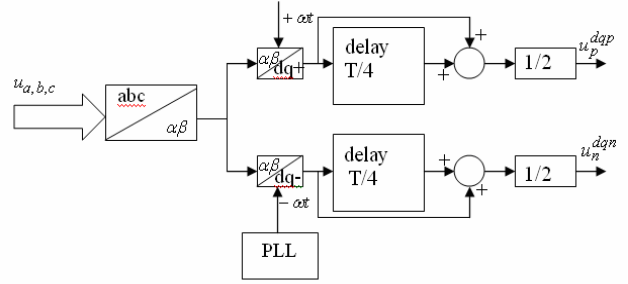 + ωt
u_{a,b,c}
abc
αβ
αβ
dq+
delay
T/4
+
+
1/2
u_p^{dqp}
αβ
dq-
delay
T/4
+
+
1/2
u_n^{dqn}
− ωt
PLL